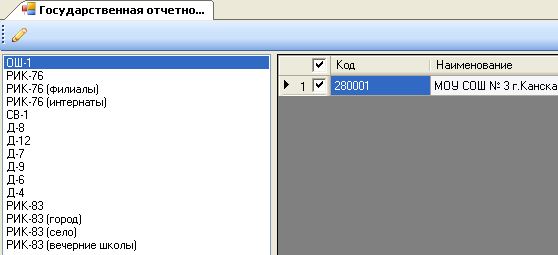 Государственная отчетно...
ОШ-1
РИК-76
РИК-76 (филиалы)
РИК-76 (интернаты)
СВ-1
Д-8
Д-12
Д-7
Д-9
Д-6
Д-4
РИК-83
РИК-83 (город)
РИК-83 (село)
РИК-83 (вечерние школы)
Код Наименование
1 280001 МОУ СОШ № 3 г.Канска